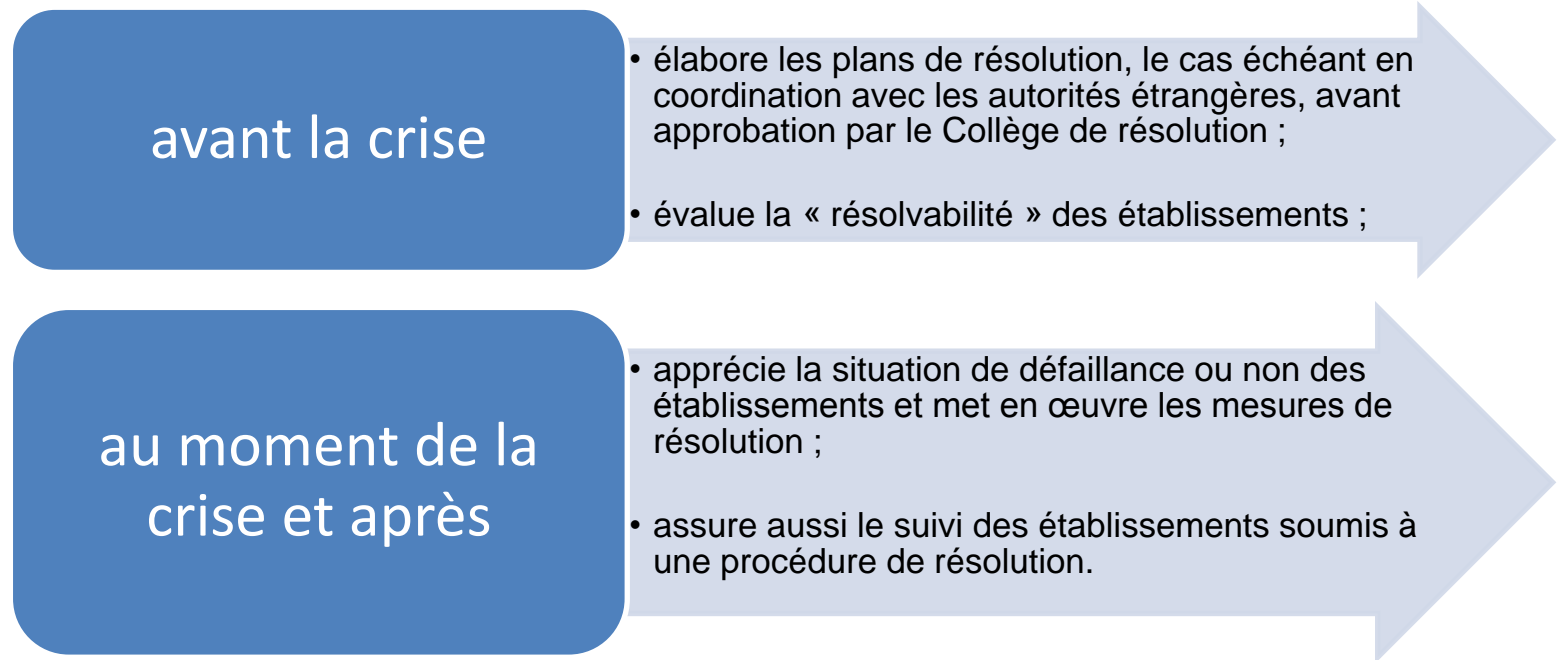 avant la crise
• élabore les plans de résolution, le cas échéant en
coordination avec les autorités étrangères, avant
approbation par le Collège de résolution ;
• évalue la « résolvabilité » des établissements ;
au moment de la
crise et après
• apprécie la situation de défaillance ou non des
établissements et met en œuvre les mesures de
résolution ;
• assure aussi le suivi des établissements soumis à
une procédure de résolution.